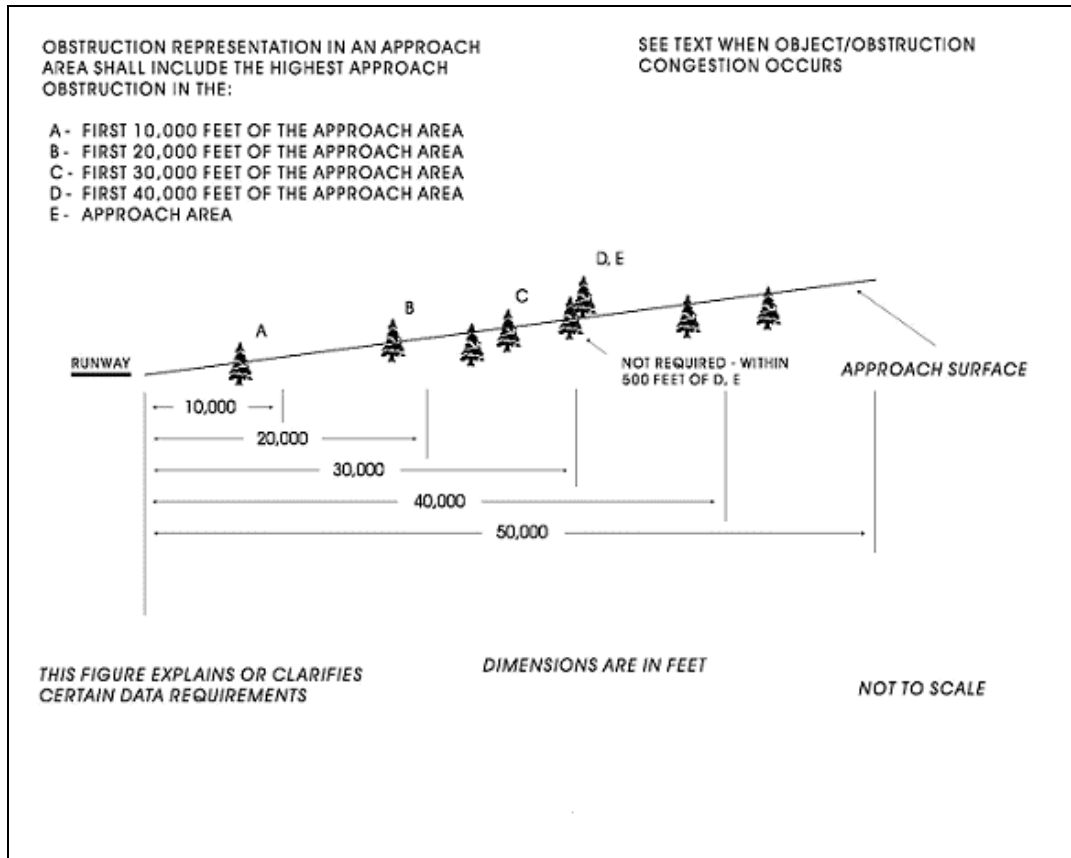 OBSTRUCTION REPRESENTATION IN AN APPROACH
AREA SHALL INCLUDE THE HIGHEST APPROACH
OBSTRUCTION IN THE:
SEE TEXT WHEN OBJECT/OBSTRUCTION
CONGESTION OCCURS
A - FIRST 10,000 FEET OF THE APPROACH AREA
B - FIRST 20,000 FEET OF THE APPROACH AREA
C - FIRST 30,000 FEET OF THE APPROACH AREA
D - FIRST 40,000 FEET OF THE APPROACH AREA
E - APPROACH AREA
D, E
C
B
A
RUNWAY
NOT REQUIRED - WITHIN
500 FEET OF D, E
APPROACH SURFACE
10,000
20,000
30,000
40,000
50,000
THIS FIGURE EXPLAINS OR CLARIFIES
CERTAIN DATA REQUIREMENTS
DIMENSIONS ARE IN FEET
NOT TO SCALE